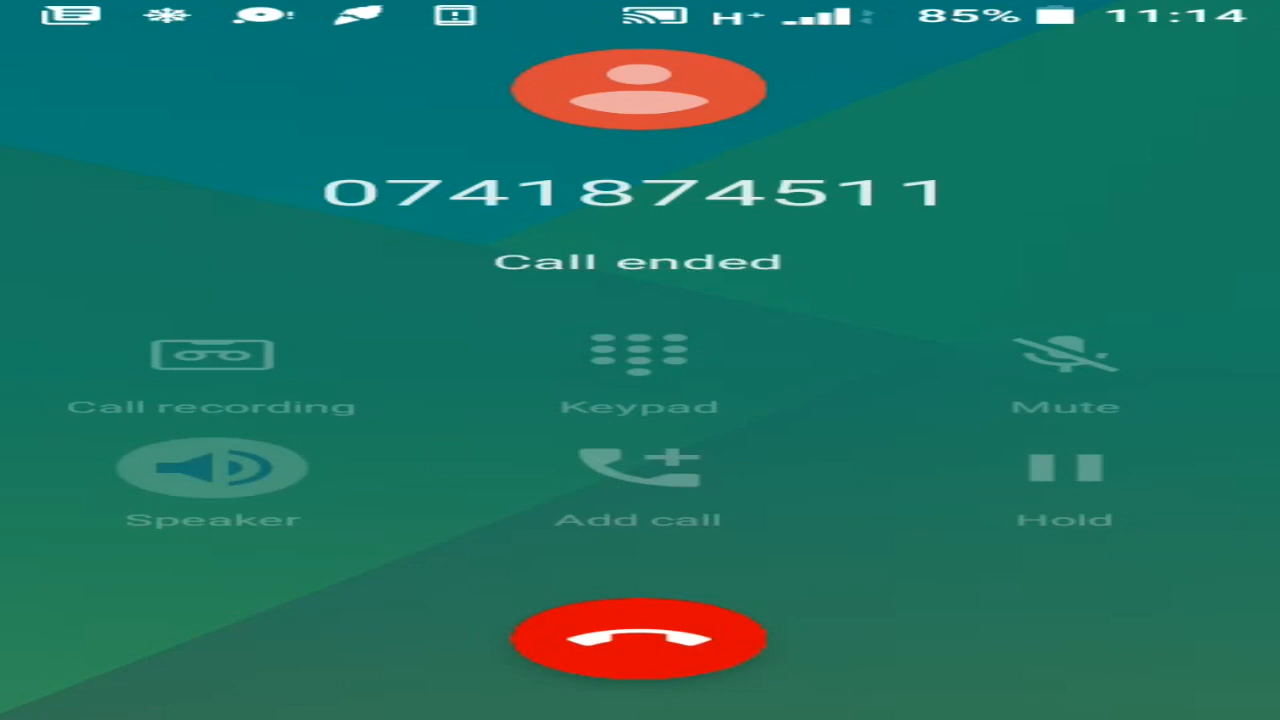 H+ 85% 11:14
0741874511
Call ended
Call recording Keypad Mute
Speaker Add call Hold